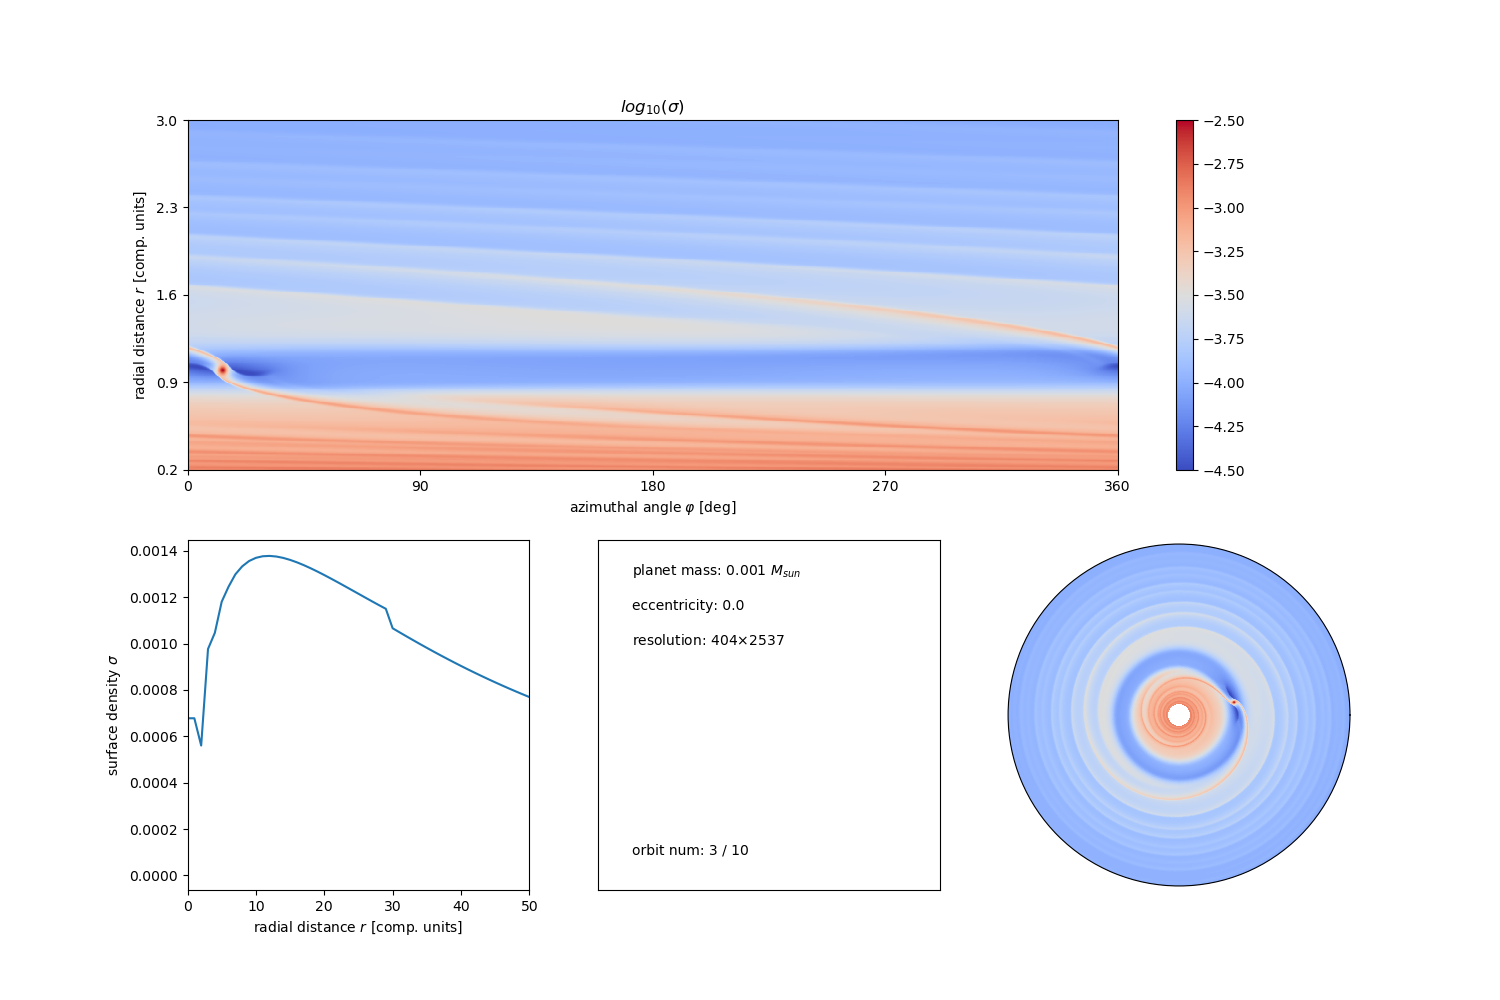 log₁₀(σ)
3.0
2.3
1.6
0.9
0.2
radial distance r [comp. units]
0 90 180 270 360
azimuthal angle φ [deg]
−2.50
−2.75
−3.00
−3.25
−3.50
−3.75
−4.00
−4.25
−4.50
0.0014
0.0012
0.0010
0.0008
0.0006
0.0004
0.0002
0.0000
surface density σ
0 10 20 30 40 50
radial distance r [comp. units]
planet mass: 0.001 M_sun
eccentricity: 0.0
resolution: 404×2537
orbit num: 3 / 10